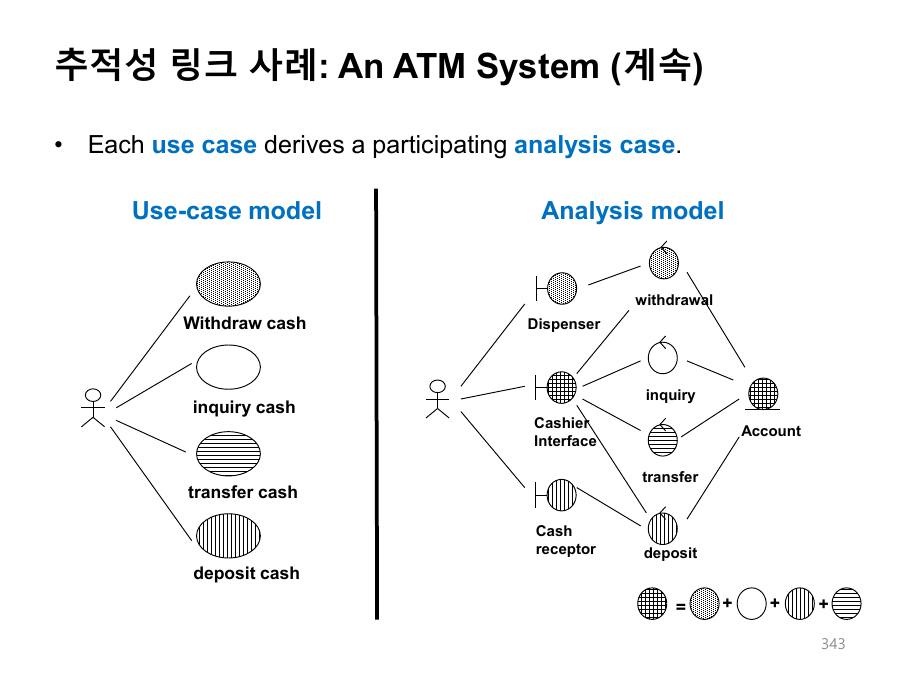 추적성 링크 사례: An ATM System (계속)
• Each use case derives a participating analysis case.
Use-case model
Withdraw cash
inquiry cash
transfer cash
deposit cash
Analysis model
Dispenser
withdrawal
Cashier
Interface
inquiry
Account
transfer
Cash
receptor
deposit
= + + +
343